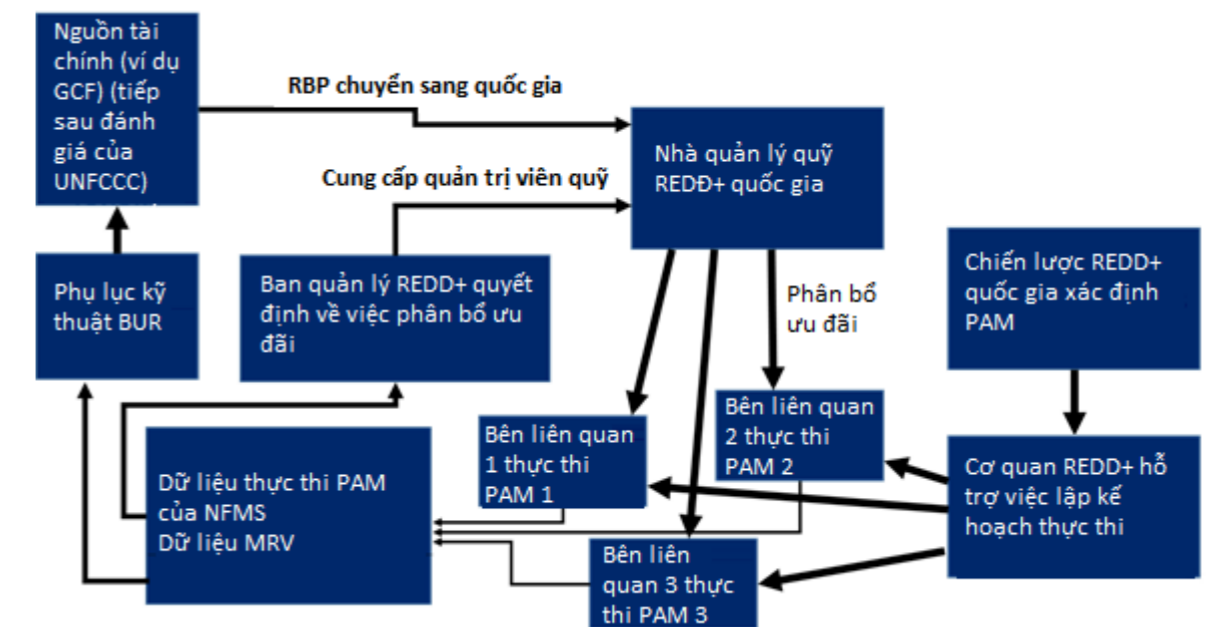 Nguồn tài
chính (ví dụ
GCF) (tiếp
sau đánh
giá của
UNFCCC)
RBP chuyển sang quốc gia
Cung cấp quản trị viên quỹ
Nhà quản lý quỹ
REDĐ+ quốc gia
Phụ lục kỹ
thuật BUR
Ban quản lý REDD+ quyết
định về việc phân bổ ưu
đãi
Phân bổ
ưu đãi
Chiến lược REDD+
quốc gia xác định
PAM
Dữ liệu thực thi PAM
của NFMS
Dữ liệu MRV
Bên liên quan
1 thực thi
PAM 1
Bên liên quan
2 thực thi
PAM 2
Bên liên
quan 3 thực
thi PAM 3
Cơ quan REDD+ hỗ
trợ việc lập kế
hoạch thực thi